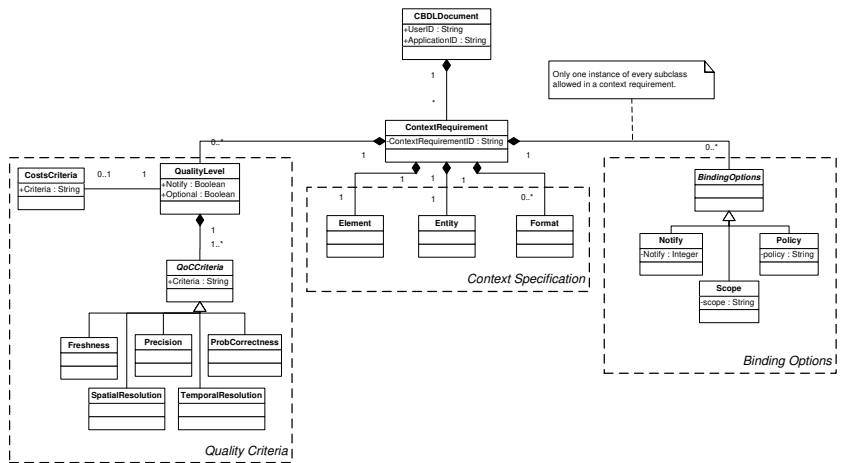 CBDLDocument
+UserID : String
+ApplicationID : String
1
*
Only one instance of every subclass
allowed in a context requirement.
ContextRequirement
-ContextRequirementID : String
0..*
1
1
0..*
CostsCriteria
+Criteria : String
0..1
1
QualityLevel
+Notify : Boolean
+Optional : Boolean
1
1..*
QoCCriteria
+Criteria : String
Freshness
Precision
ProbCorrectness
SpatialResolution
TemporalResolution
Quality Criteria
1
1
1
1
1
0..*
Element
Entity
Format
Context Specification
BindingOptions
Notify
-Notify : Integer
Policy
-policy : String
Scope
-scope : String
Binding Options